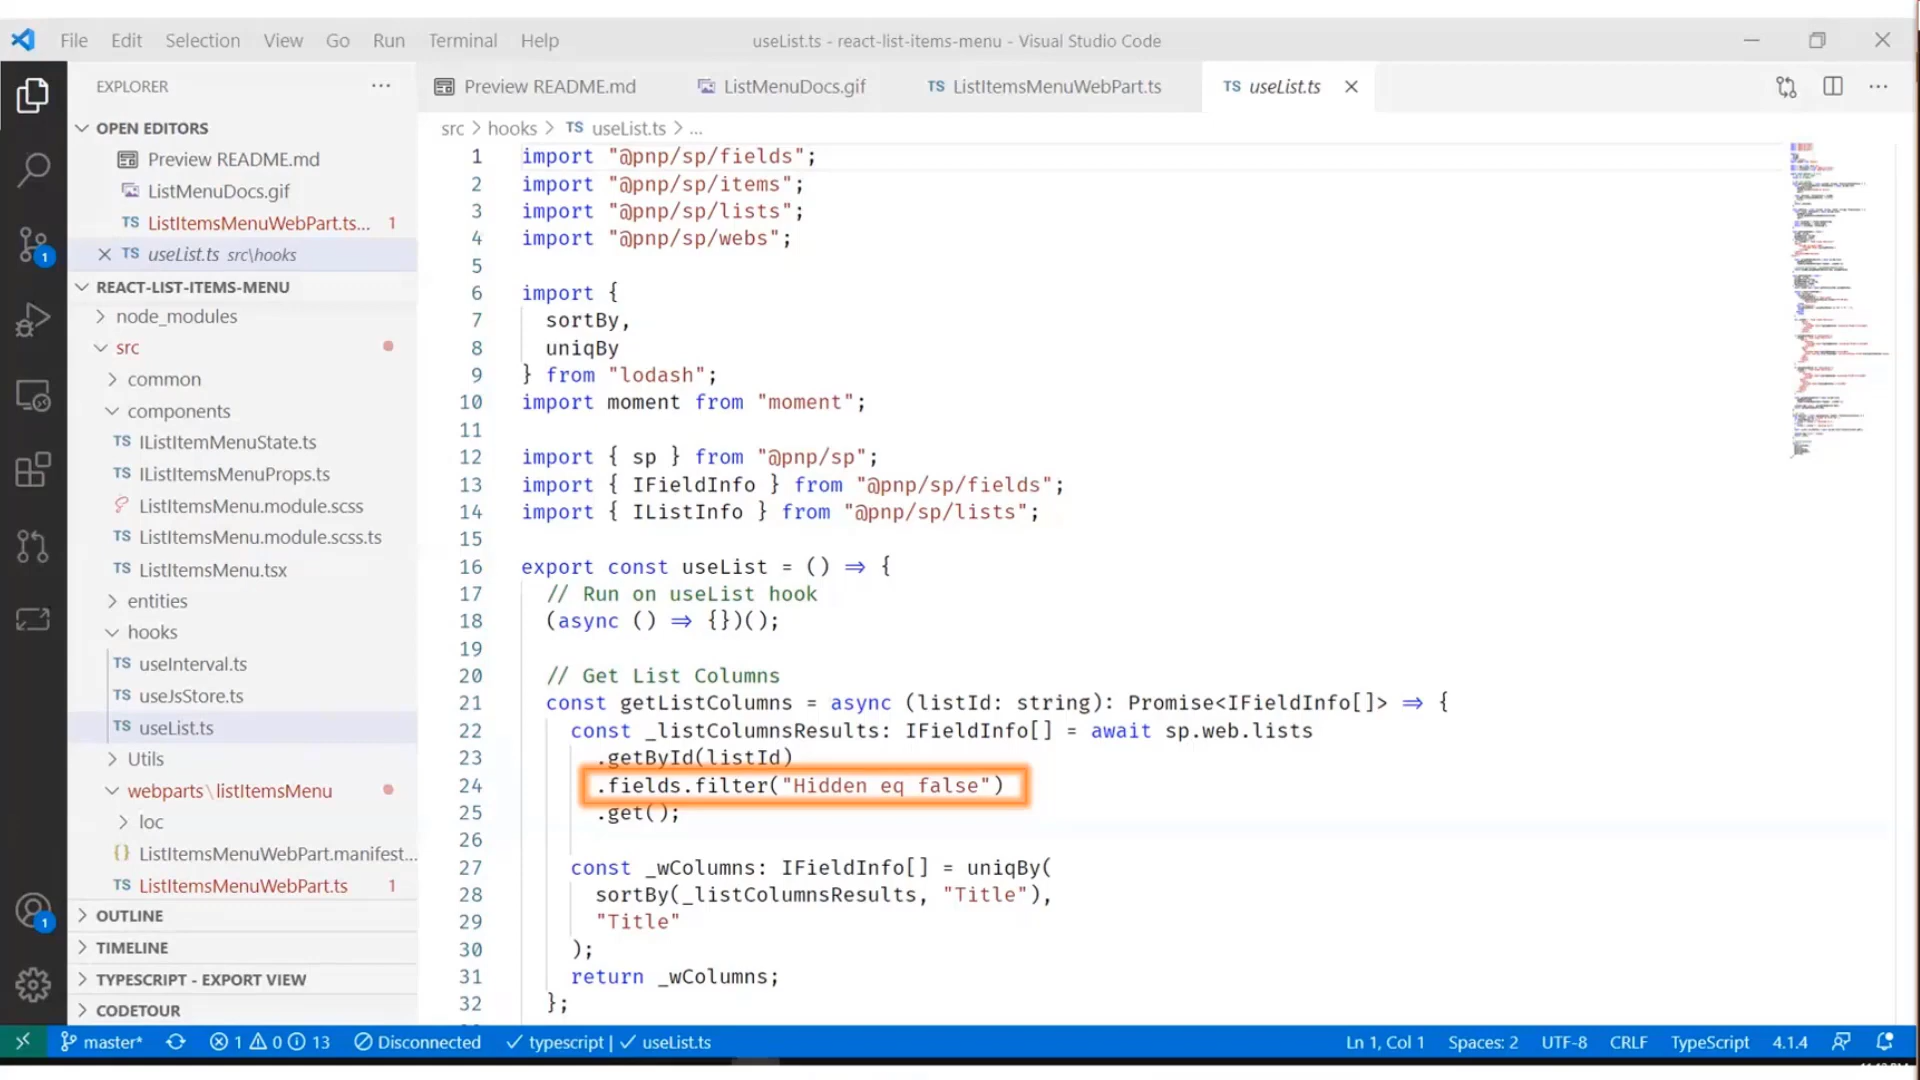 File Edit Selection View Go Run Terminal Help
useList.ts - react-list-items-menu - Visual Studio Code
EXPLORER
Preview README.md
ListMenuDocs.gif
TS ListItemsMenuWebPart.ts
TS useList.ts
src > hooks > TS useList.ts > ...
OPEN EDITORS
Preview README.md
ListMenuDocs.gif
TS ListItemsMenuWebPart.ts... 1
TS useList.ts src\hooks
REACT-LIST-ITEMS-MENU
node_modules
src
common
components
TS IListItemMenuState.ts
TS IListItemsMenuProps.ts
ListItemsMenu.module.scss
TS ListItemsMenu.module.scss.ts
TS ListItemsMenu.tsx
entities
hooks
TS useInterval.ts
TS useJsStore.ts
TS useList.ts
Utils
webparts\listItemsMenu
loc
{} ListItemsMenuWebPart.manifest...
TS ListItemsMenuWebPart.ts 1
OUTLINE
TIMELINE
TYPESCRIPT - EXPORT VIEW
CODETOUR
1
1
1 import "@pnp/sp/fields";
2 import "@pnp/sp/items";
3 import "@pnp/sp/lists";
4 import "@pnp/sp/webs";
5
6 import {
7 sortBy,
8 uniqBy
9 } from "lodash";
10 import moment from "moment";
11
12 import { sp } from "@pnp/sp";
13 import { IFieldInfo } from "@pnp/sp/fields";
14 import { IListInfo } from "@pnp/sp/lists";
15
16 export const useList = () => {
17 // Run on useList hook
18 (async () => {})();
19
20 // Get List Columns
21 const getListColumns = async (listId: string): Promise<IFieldInfo[]> => {
22 const _listColumnsResults: IFieldInfo[] = await sp.web.lists
23 .getById(listId)
24 .fields.filter("Hidden eq false")
25 .get();
26
27 const _wColumns: IFieldInfo[] = uniqBy(
28 sortBy(_listColumnsResults, "Title"),
29 "Title"
30 );
31 return _wColumns;
32 };
master* 1 0 13 Disconnected typescript | useList.ts
Ln 1, Col 1 Spaces: 2 UTF-8 CRLF TypeScript 4.1.4